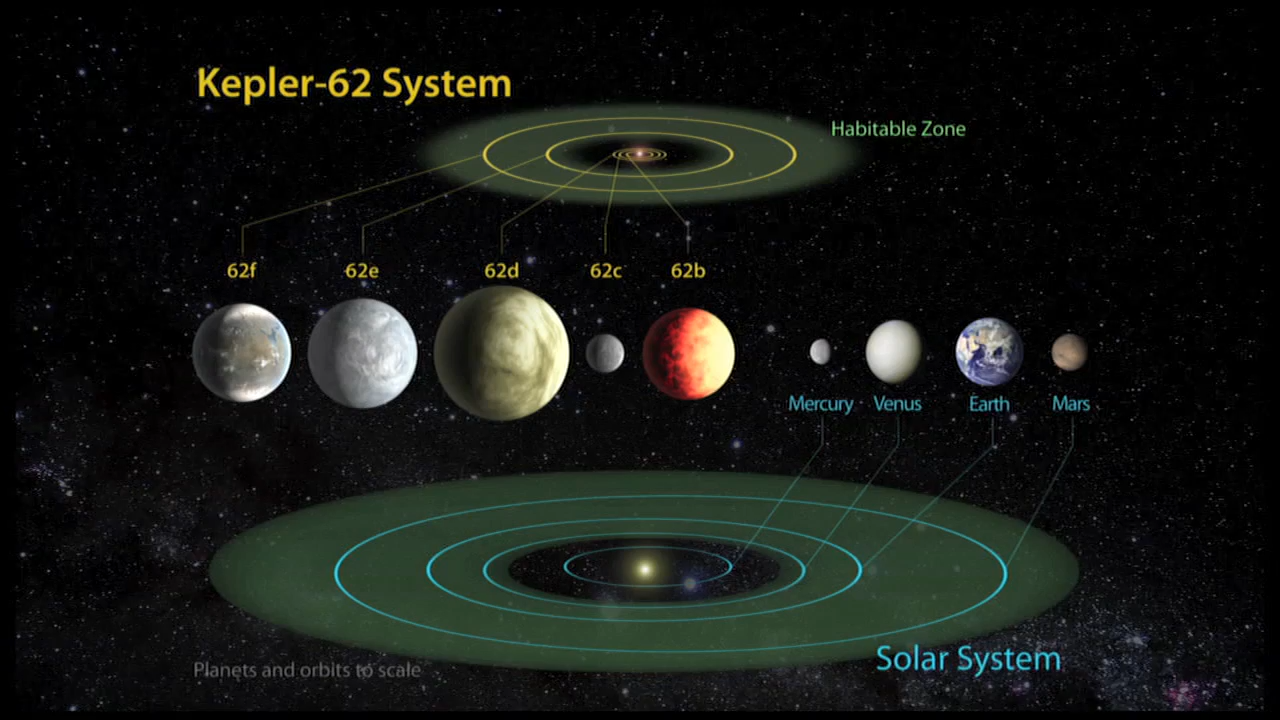 Kepler-62 System
Habitable Zone
62f 62e 62d 62c 62b
Mercury Venus Earth Mars
Solar System
Planets and orbits to scale